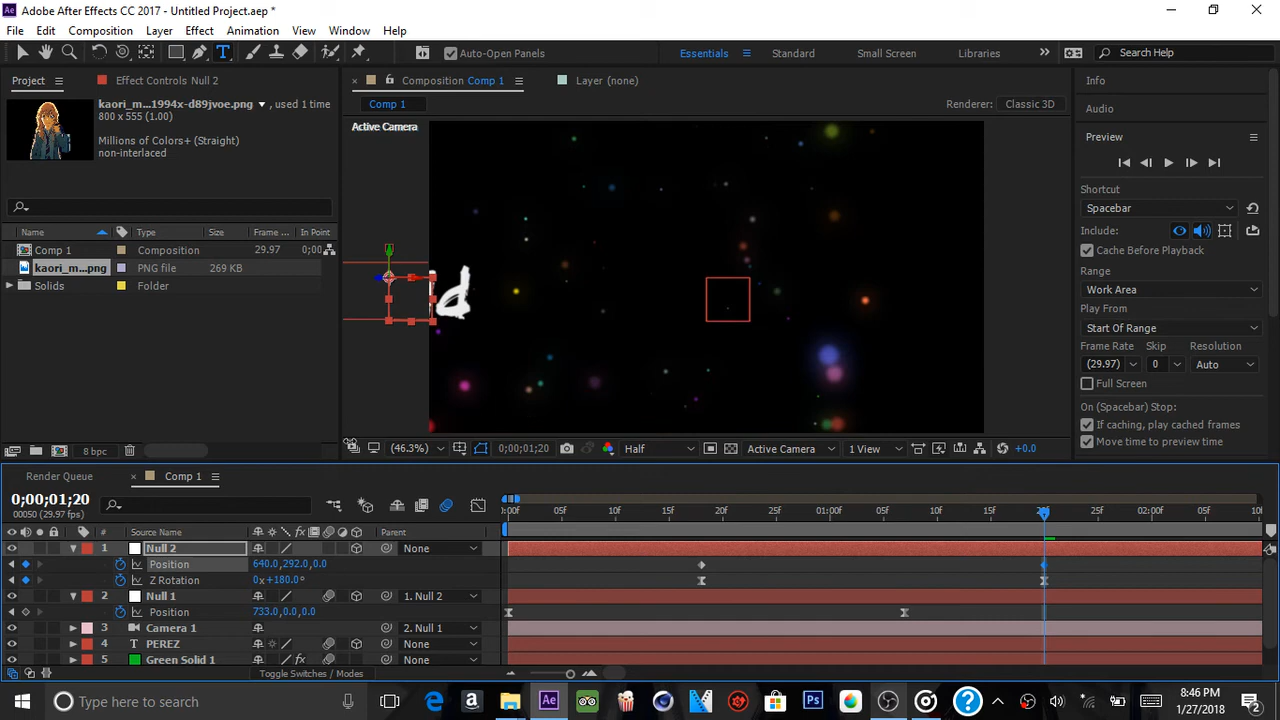 Adobe After Effects CC 2017 - Untitled Project.aep *
File Edit Composition Layer Effect Animation View Window Help
Auto-Open Panels Essentials Standard Small Screen Libraries Search Help
Project Effect Controls Null 2
kaori_m...1994x-d89jvoe.png, used 1 time
800 x 555 (1.00)
Millions of Colors+ (Straight)
non-interlaced
Name Type Size Frame ... In Point
Comp 1 Composition 29.97 0;00
kaori_m...png PNG file 269 KB
Solids Folder
8 bpc
Composition Comp 1 Layer (none)
Comp 1 Renderer: Classic 3D
Active Camera
(46.3%) 0;00;01;20 Half Active Camera 1 View +0.0
Info
Audio
Preview
Shortcut
Spacebar
Include:
Cache Before Playback
Range
Work Area
Play From
Start Of Range
Frame Rate Skip Resolution
(29.97) 0 Auto
Full Screen
On (Spacebar) Stop:
If caching, play cached frames
Move time to preview time
Render Queue Comp 1
0;00;01;20
00050 (29.97 fps)
:00f 05f 10f 15f 20f 25f 01:00f 05f 10f 15f 25f 02:00f 05f 10f
# Source Name Parent
1 Null 2 None
Position 640.0,292.0,0.0
Z Rotation 0x+180.0°
2 Null 1 1. Null 2
Position 733.0,0.0,0.0
3 Camera 1 2. Null 1
4 T PEREZ None
5 Green Solid 1 None
Toggle Switches / Modes
Type here to search
8:46 PM
1/27/2018